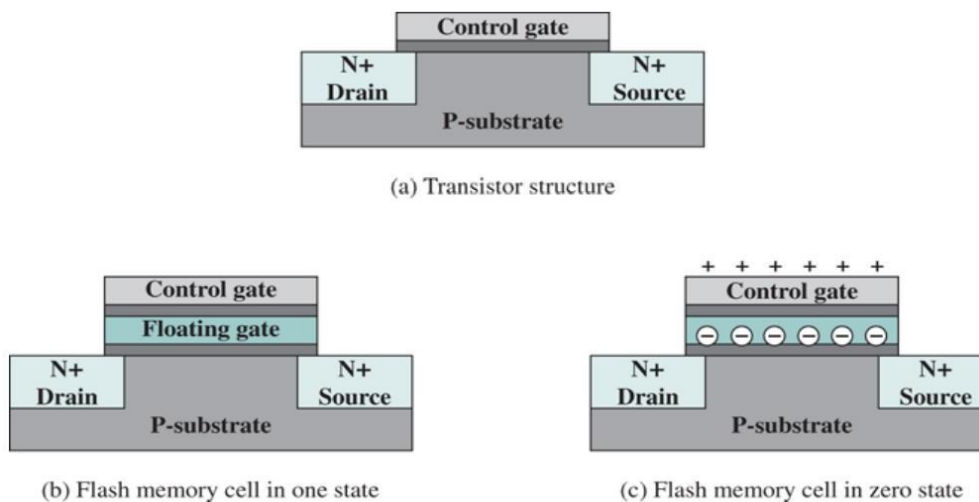 Control gate
N+
Drain
N+
Source
P-substrate
(a) Transistor structure
Control gate
Floating gate
N+
Drain
N+
Source
P-substrate
(b) Flash memory cell in one state
+ + + + + +
Control gate
− − − − − −
N+
Drain
N+
Source
P-substrate
(c) Flash memory cell in zero state